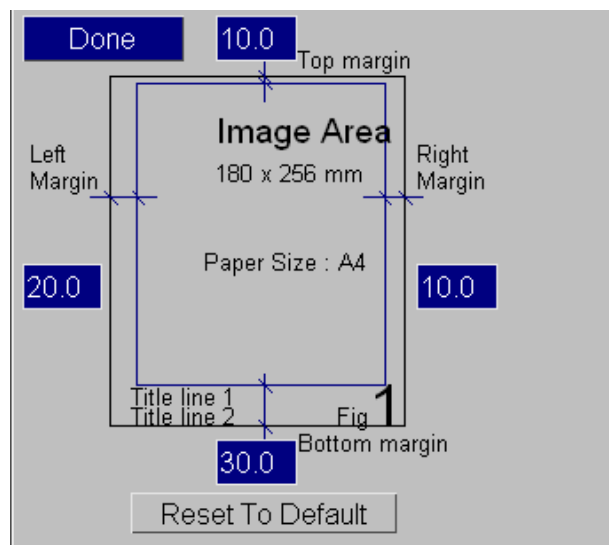 Done
10.0
Top margin
Image Area
180 x 256 mm
Left
Margin
Right
Margin
Paper Size : A4
20.0
10.0
Title line 1
Title line 2
Fig 1
Bottom margin
30.0
Reset To Default